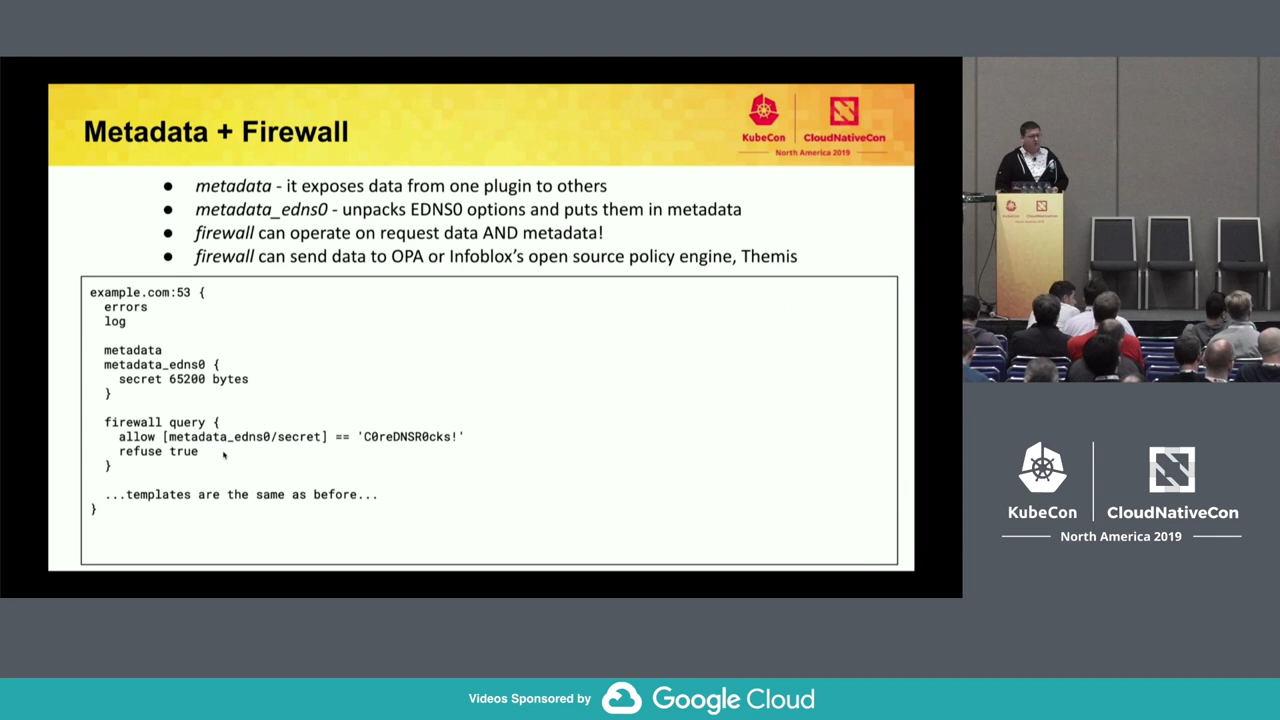 Metadata + Firewall
KubeCon
CloudNativeCon
North America 2019
● metadata - it exposes data from one plugin to others
● metadata_edns0 - unpacks EDNS0 options and puts them in metadata
● firewall can operate on request data AND metadata!
● firewall can send data to OPA or Infoblox's open source policy engine, Themis
example.com:53 {
errors
log
metadata
metadata_edns0 {
secret 65200 bytes
}
firewall query {
allow [metadata_edns0/secret] == 'C0reDNSR0cks!'
refuse true
}
...templates are the same as before...
}
KubeCon
CloudNativeCon
KubeCon
CloudNativeCon
North America 2019
Videos Sponsored by
Google Cloud